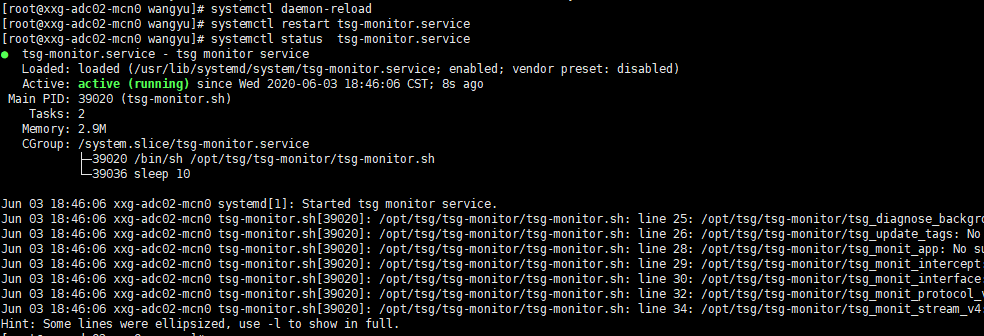 [root@xxg-adc02-mcn0 wangyu]# systemctl daemon-reload
[root@xxg-adc02-mcn0 wangyu]# systemctl restart tsg-monitor.service
[root@xxg-adc02-mcn0 wangyu]# systemctl status  tsg-monitor.service
● tsg-monitor.service - tsg monitor service
Loaded: loaded (/usr/lib/systemd/system/tsg-monitor.service; enabled; vendor preset: disabled)
Active: active (running) since Wed 2020-06-03 18:46:06 CST; 8s ago
Main PID: 39020 (tsg-monitor.sh)
Tasks: 2
Memory: 2.9M
CGroup: /system.slice/tsg-monitor.service
├─39020 /bin/sh /opt/tsg/tsg-monitor/tsg-monitor.sh
└─39036 sleep 10
Jun 03 18:46:06 xxg-adc02-mcn0 systemd[1]: Started tsg monitor service.
Jun 03 18:46:06 xxg-adc02-mcn0 tsg-monitor.sh[39020]: /opt/tsg/tsg-monitor/tsg-monitor.sh: line 25: /opt/tsg/tsg-monitor/tsg_diagnose_backgro
Jun 03 18:46:06 xxg-adc02-mcn0 tsg-monitor.sh[39020]: /opt/tsg/tsg-monitor/tsg-monitor.sh: line 26: /opt/tsg/tsg-monitor/tsg_update_tags: No
Jun 03 18:46:06 xxg-adc02-mcn0 tsg-monitor.sh[39020]: /opt/tsg/tsg-monitor/tsg-monitor.sh: line 28: /opt/tsg/tsg-monitor/tsg_monit_app: No su
Jun 03 18:46:06 xxg-adc02-mcn0 tsg-monitor.sh[39020]: /opt/tsg/tsg-monitor/tsg-monitor.sh: line 29: /opt/tsg/tsg-monitor/tsg_monit_intercept:
Jun 03 18:46:06 xxg-adc02-mcn0 tsg-monitor.sh[39020]: /opt/tsg/tsg-monitor/tsg-monitor.sh: line 30: /opt/tsg/tsg-monitor/tsg_monit_interface:
Jun 03 18:46:06 xxg-adc02-mcn0 tsg-monitor.sh[39020]: /opt/tsg/tsg-monitor/tsg-monitor.sh: line 32: /opt/tsg/tsg-monitor/tsg_monit_protocol_v
Jun 03 18:46:06 xxg-adc02-mcn0 tsg-monitor.sh[39020]: /opt/tsg/tsg-monitor/tsg-monitor.sh: line 34: /opt/tsg/tsg-monitor/tsg_monit_stream_v4:
Hint: Some lines were ellipsized, use -l to show in full.